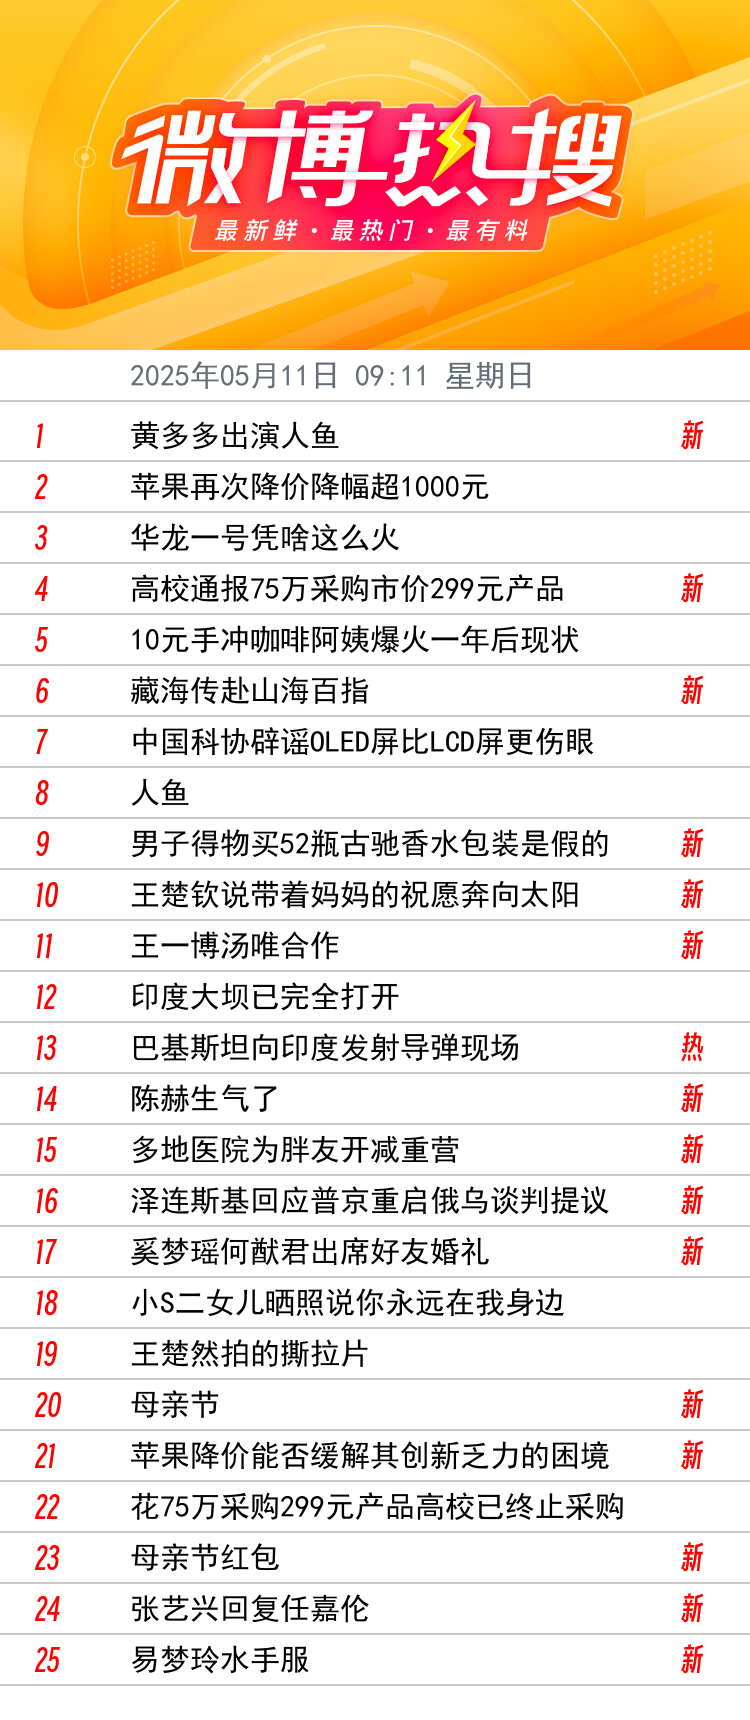 微博热搜
最新鲜·最热门·最有料
2025年05月11日 09:11 星期日
1 黄多多出演人鱼 新
2 苹果再次降价降幅超1000元
3 华龙一号凭啥这么火
4 高校通报75万采购市价299元产品 新
5 10元手冲咖啡阿姨爆火一年后现状
6 藏海传赴山海百指 新
7 中国科协辟谣OLED屏比LCD屏更伤眼
8 人鱼
9 男子得物买52瓶古驰香水包装是假的 新
10 王楚钦说带着妈妈的祝愿奔向太阳 新
11 王一博汤唯合作 新
12 印度大坝已完全打开
13 巴基斯坦向印度发射导弹现场 热
14 陈赫生气了 新
15 多地医院为胖友开减重营 新
16 泽连斯基回应普京重启俄乌谈判提议 新
17 奚梦瑶何猷君出席好友婚礼 新
18 小S二女儿晒照说你永远在我身边
19 王楚然拍的撕拉片
20 母亲节 新
21 苹果降价能否缓解其创新乏力的困境 新
22 花75万采购299元产品高校已终止采购
23 母亲节红包 新
24 张艺兴回复任嘉伦 新
25 易梦玲水手服 新